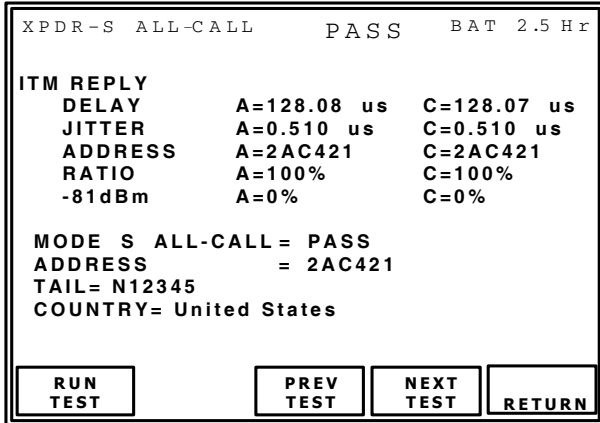 XPDR-S ALL-CALL PASS BAT 2.5 Hr
ITM REPLY
DELAY A=128.08 us C=128.07 us
JITTER A=0.510 us C=0.510 us
ADDRESS A=2AC421 C=2AC421
RATIO A=100% C=100%
-81dBm A=0% C=0%
MODE S ALL-CALL= PASS
ADDRESS = 2AC421
TAIL= N12345
COUNTRY= United States
RUN TEST
PREV TEST
NEXT TEST
RETURN